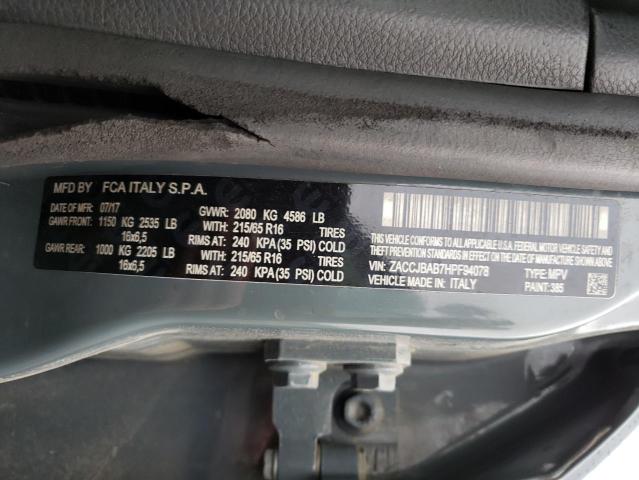 MFD BY FCA ITALY S.P.A.
DATE OF MFR: 07/17 GVWR: 2080 KG 4586 LB
GAWR FRONT: 1150 KG 2535 LB WITH: 215/65 R16 TIRES
16x6,5 RIMS AT: 240 KPA(35 PSI) COLD
GAWR REAR: 1000 KG 2205 LB WITH: 215/65 R16 TIRES
16x6,5 RIMS AT: 240 KPA(35 PSI) COLD
THIS VEHICLE CONFORMS TO ALL APPLICABLE U.S.A. FEDERAL MOTOR VEHICLE SAFETY, BUMPER, AND
THEFT PREVENTION STANDARDS IN EFFECT ON THE DATE OF MANUFACTURE SHOWN ABOVE.
VIN: ZACCJBAB7HPF94078 TYPE: MPV
VEHICLE MADE IN: ITALY PAINT: 385